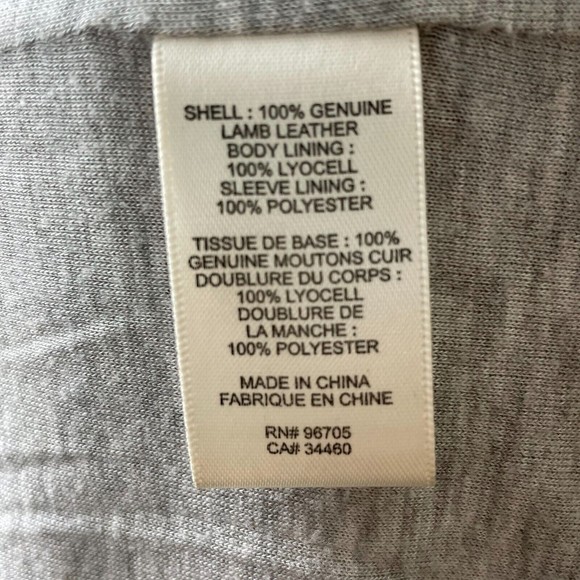 SHELL : 100% GENUINE
LAMB LEATHER
BODY LINING :
100% LYOCELL
SLEEVE LINING :
100% POLYESTER
TISSUE DE BASE : 100%
GENUINE MOUTONS CUIR
DOUBLURE DU CORPS :
100% LYOCELL
DOUBLURE DE
LA MANCHE :
100% POLYESTER
MADE IN CHINA
FABRIQUE EN CHINE
RN# 96705
CA# 34460